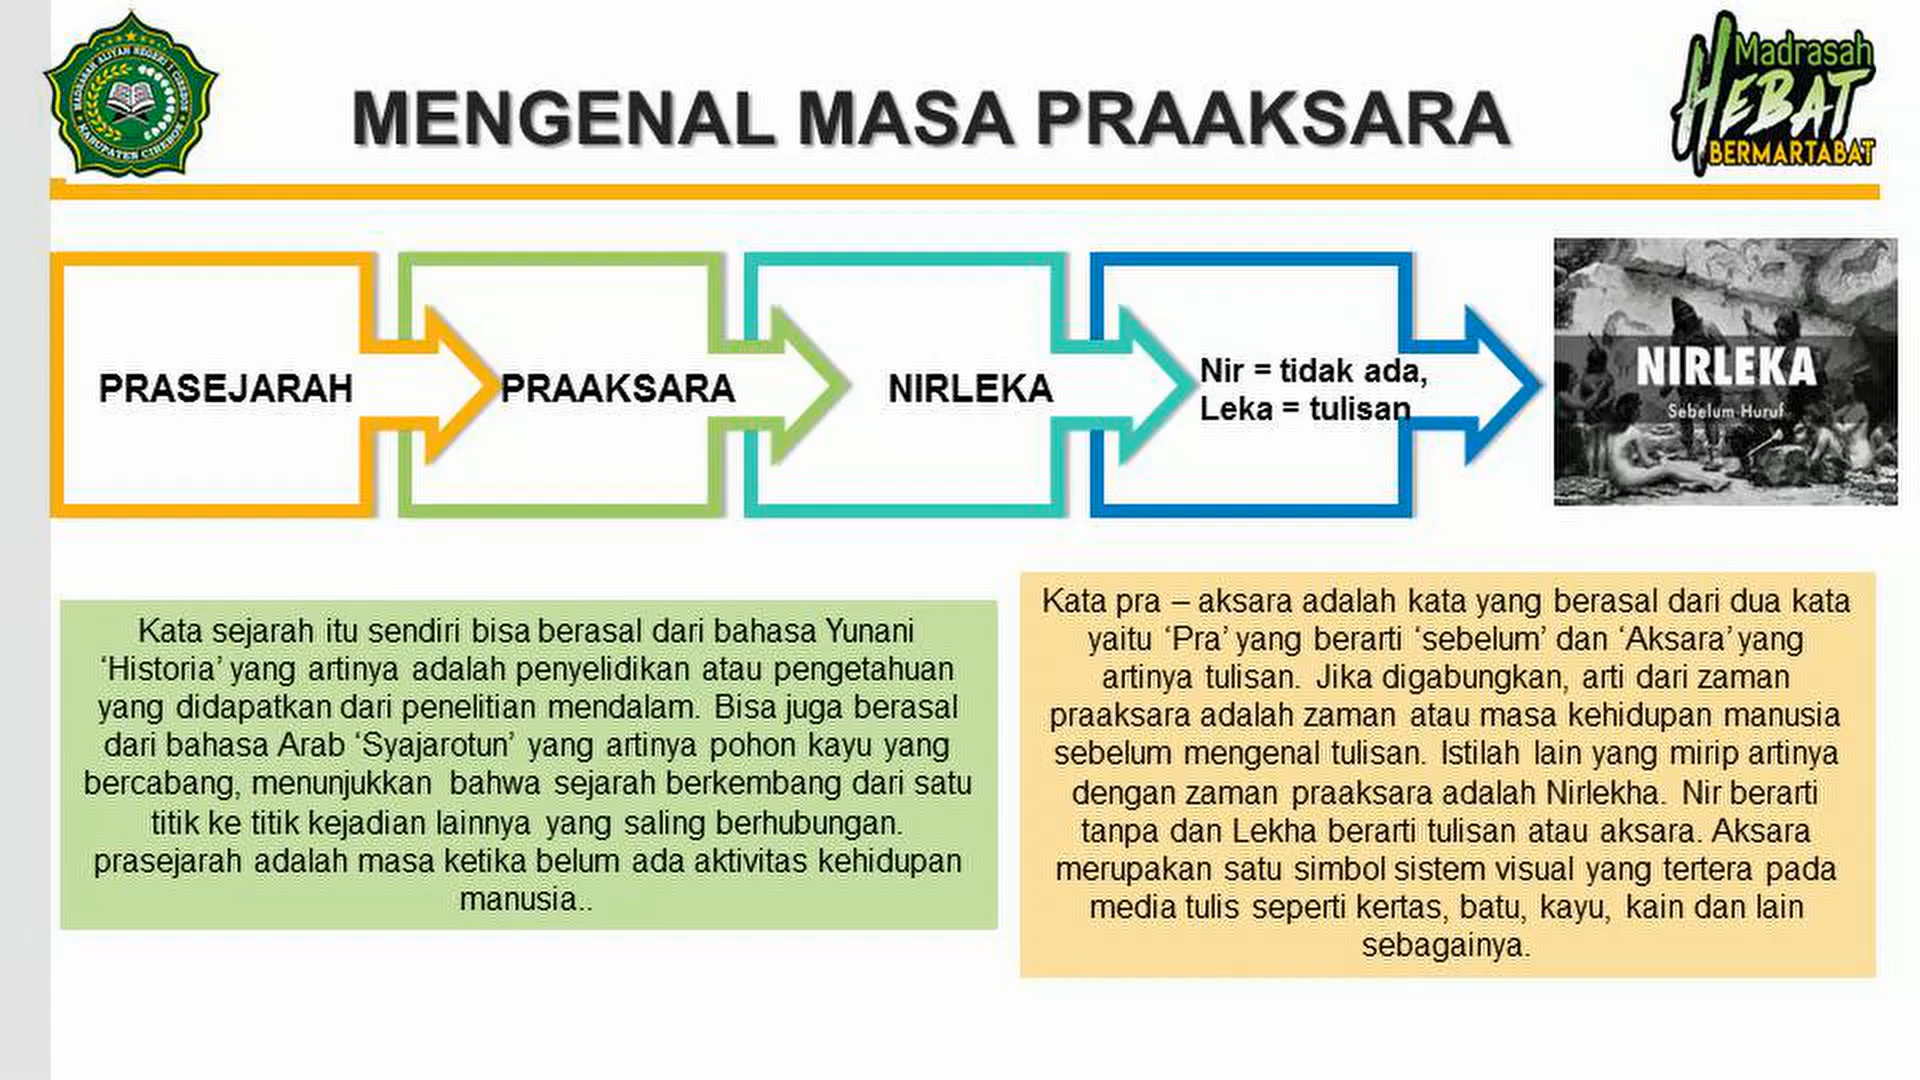 MADRASAH ALIYAH NEGERI 1 CIREBON
KABUPATEN CIREBON
MENGENAL MASA PRAAKSARA
Madrasah
HEBAT
BERMARTABAT
PRASEJARAH
PRAAKSARA
NIRLEKA
Nir = tidak ada,
Leka = tulisan
NIRLEKA
Sebelum Huruf
Kata sejarah itu sendiri bisa berasal dari bahasa Yunani
‘Historia’ yang artinya adalah penyelidikan atau pengetahuan
yang didapatkan dari penelitian mendalam. Bisa juga berasal
dari bahasa Arab ‘Syajarotun’ yang artinya pohon kayu yang
bercabang, menunjukkan bahwa sejarah berkembang dari satu
titik ke titik kejadian lainnya yang saling berhubungan.
prasejarah adalah masa ketika belum ada aktivitas kehidupan
manusia..
Kata pra – aksara adalah kata yang berasal dari dua kata
yaitu ‘Pra’ yang berarti ‘sebelum’ dan ‘Aksara’ yang
artinya tulisan. Jika digabungkan, arti dari zaman
praaksara adalah zaman atau masa kehidupan manusia
sebelum mengenal tulisan. Istilah lain yang mirip artinya
dengan zaman praaksara adalah Nirlekha. Nir berarti
tanpa dan Lekha berarti tulisan atau aksara. Aksara
merupakan satu simbol sistem visual yang tertera pada
media tulis seperti kertas, batu, kayu, kain dan lain
sebagainya.